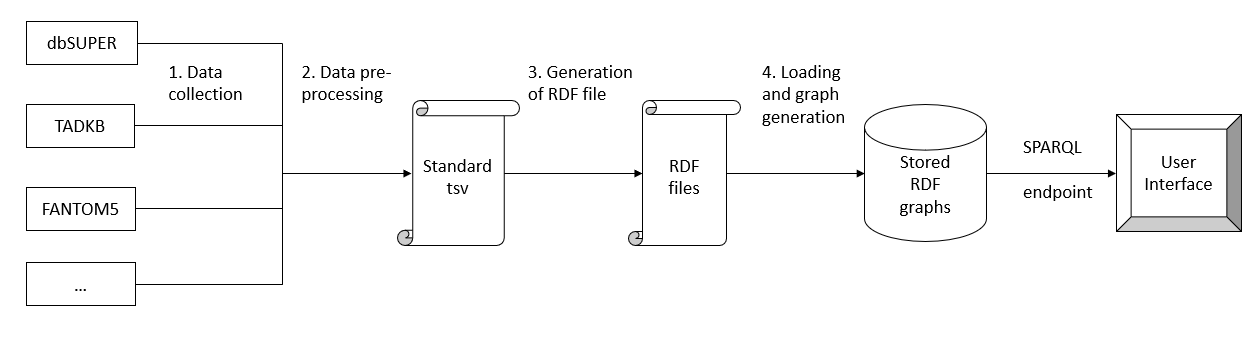 dbSUPER
TADKB
FANTOM5
...
1. Data
collection
2. Data pre-
processing
Standard
tsv
3. Generation
of RDF file
RDF
files
4. Loading
and graph
generation
Stored
RDF
graphs
SPARQL
endpoint
User
Interface